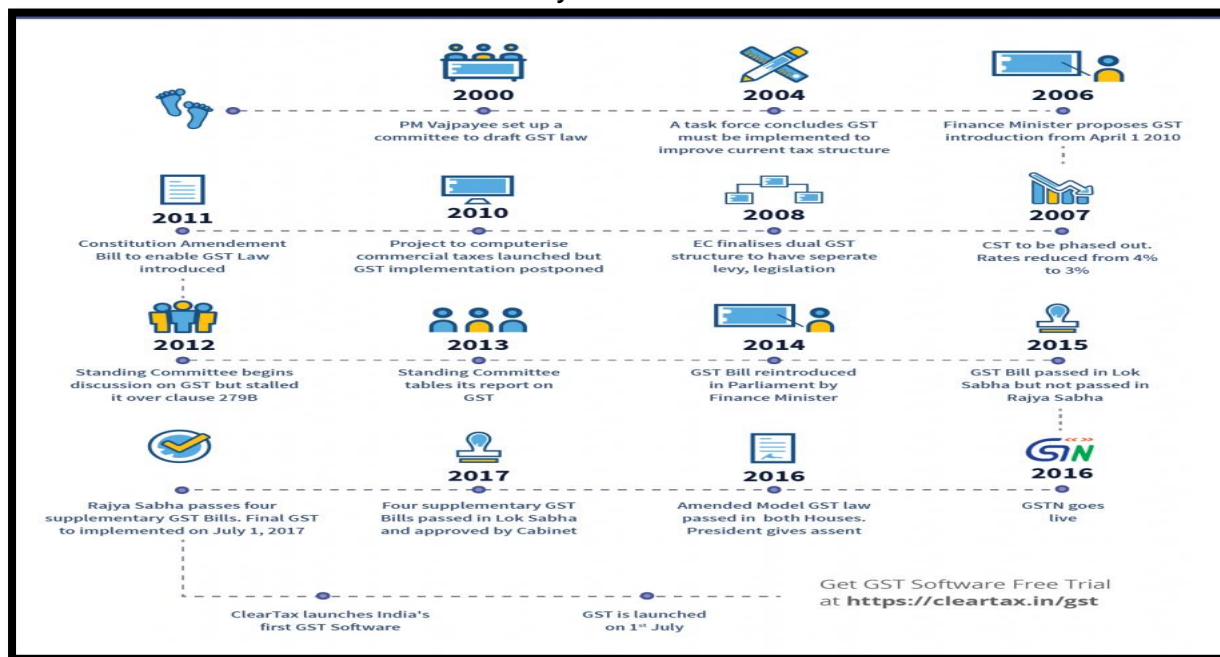 2000
PM Vajpayee set up a
committee to draft GST law
2004
A task force concludes GST
must be implemented to
improve current tax structure
2006
Finance Minister proposes GST
introduction from April 1 2010
2007
CST to be phased out.
Rates reduced from 4%
to 3%
2008
EC finalises dual GST
structure to have seperate
levy, legislation
2010
Project to computerise
commercial taxes launched but
GST implementation postponed
2011
Constitution Amendement
Bill to enable GST Law
introduced
2012
Standing Committee begins
discussion on GST but stalled
it over clause 279B
2013
Standing Committee
tables its report on
GST
2014
GST Bill reintroduced
in Parliament by
Finance Minister
2015
GST Bill passed in Lok
Sabha but not passed in
Rajya Sabha
GSTN
2016
GSTN goes
live
2016
Amended Model GST law
passed in both Houses.
President gives assent
2017
Four supplementary GST
Bills passed in Lok Sabha
and approved by Cabinet
Rajya Sabha passes four
supplementary GST Bills. Final GST
to implemented on July 1, 2017
ClearTax launches India's
first GST Software
GST is launched
on 1st July
Get GST Software Free Trial
at https://cleartax.in/gst